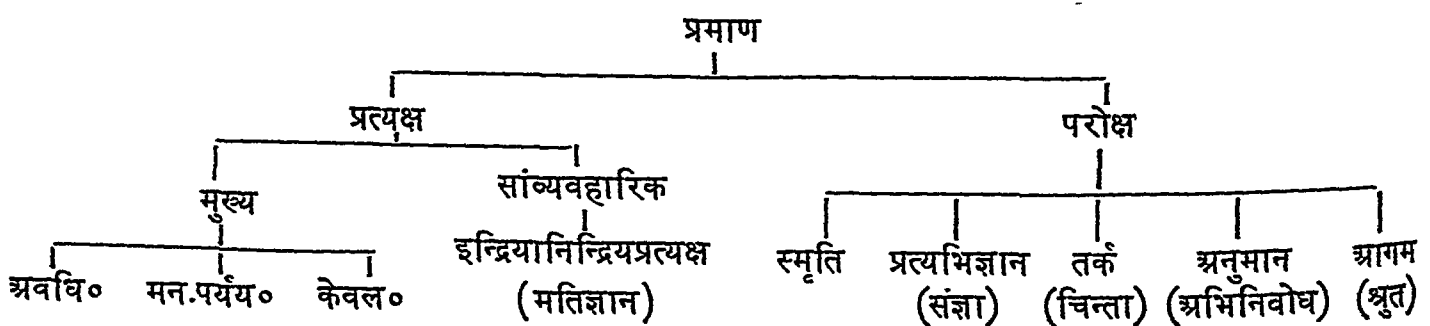 प्रमाण
प्रत्यक्ष परोक्ष
मुख्य सांव्यवहारिक
अवधि० मन.पर्यय० केवल० इन्द्रियानिन्द्रियप्रत्यक्ष स्मृति प्रत्यभिज्ञान तर्क अनुमान आगम
(मतिज्ञान) (संज्ञा) (चिन्ता) (अभिनिवोध) (श्रुत)